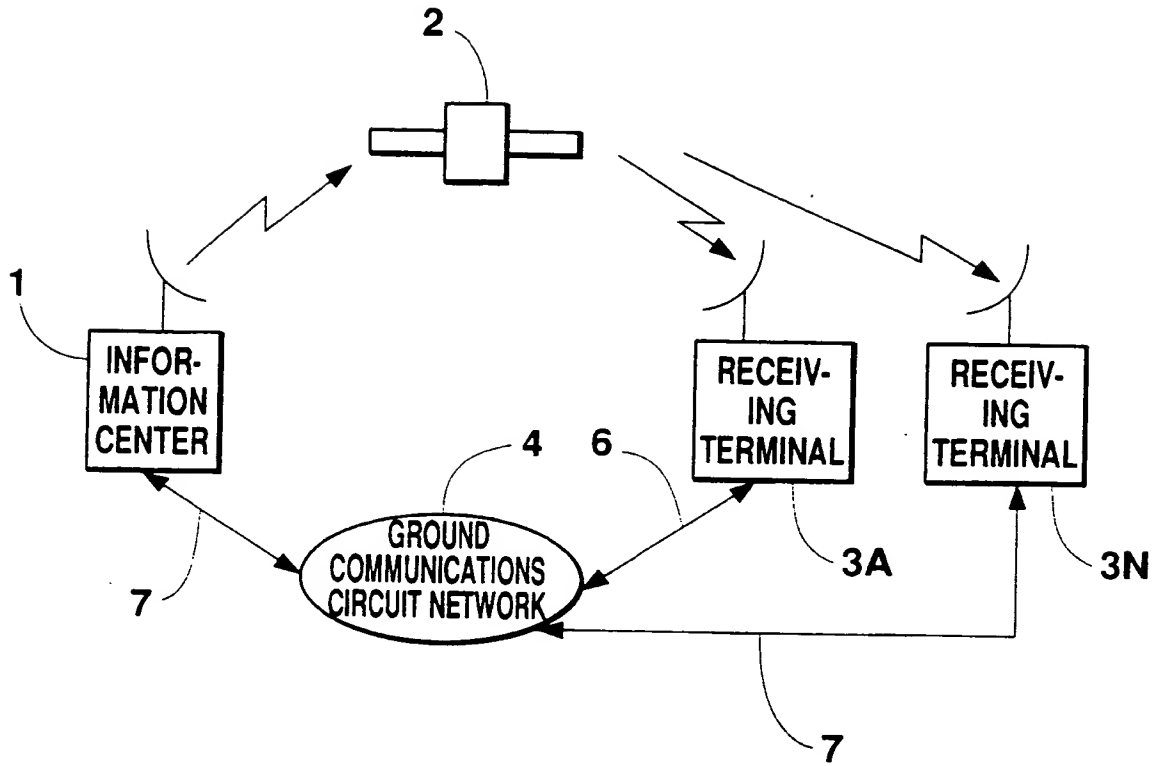 2
1
INFOR-
MATION
CENTER
RECEIV-
ING
TERMINAL
RECEIV-
ING
TERMINAL
4
6
GROUND
COMMUNICATIONS
CIRCUIT NETWORK
3A
3N
7
7